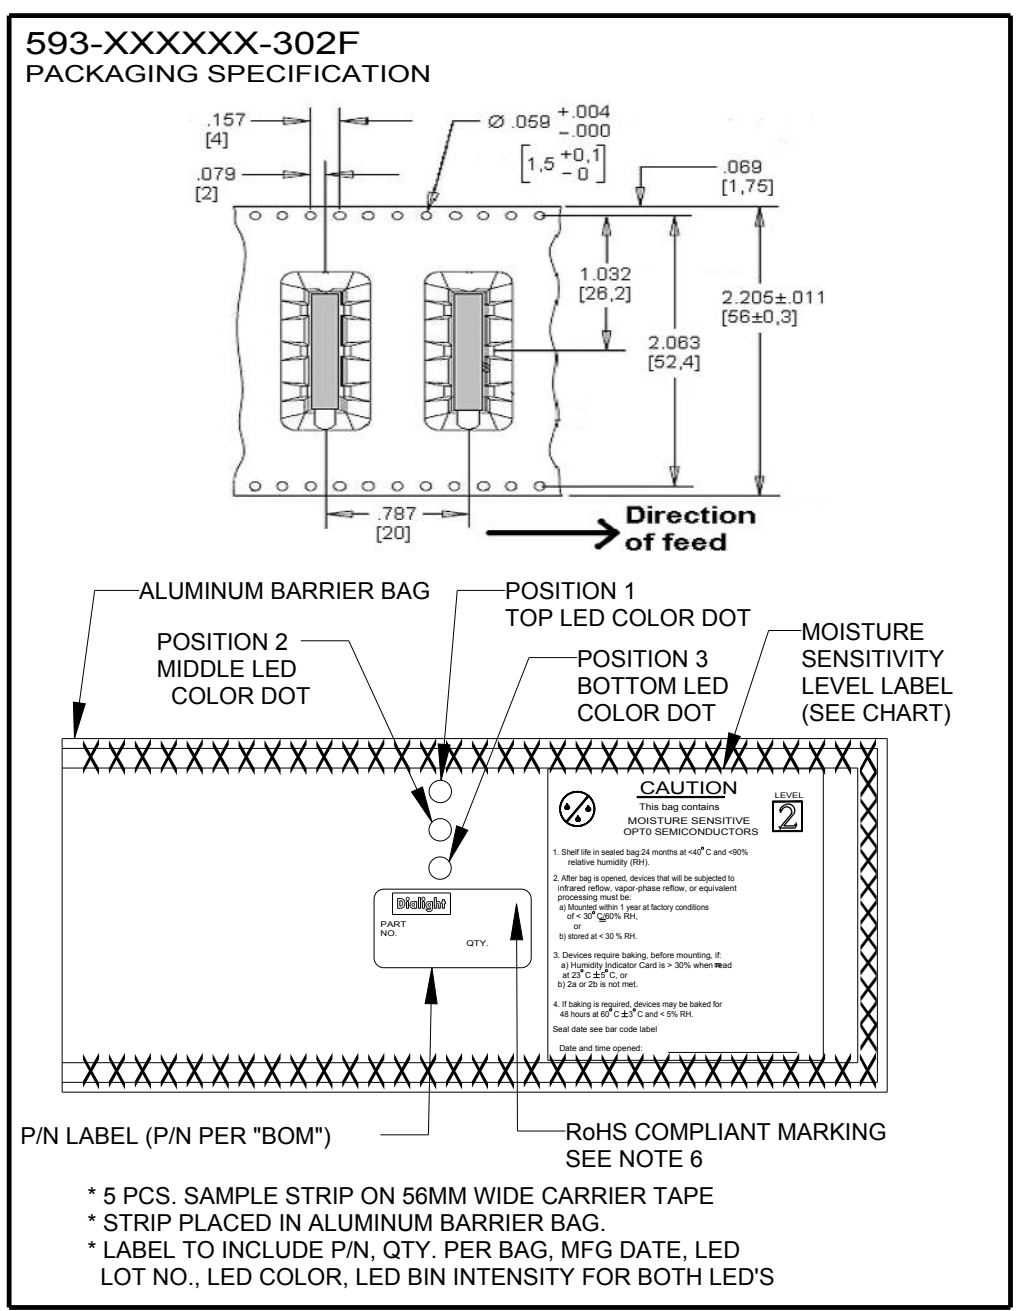 593-XXXXXX-302F
PACKAGING SPECIFICATION
.157
[4]
.079
[2]
Ø .059 +.004 -.000
[1,5 +0,1 -0]
.069
[1,75]
1.032
[26,2]
2.063
[52,4]
2.205±.011
[56±0,3]
.787
[20]
Direction
of feed
ALUMINUM BARRIER BAG
POSITION 1
TOP LED COLOR DOT
POSITION 2
MIDDLE LED
COLOR DOT
POSITION 3
BOTTOM LED
COLOR DOT
MOISTURE
SENSITIVITY
LEVEL LABEL
(SEE CHART)
CAUTION
This bag contains
MOISTURE SENSITIVE
OPT0 SEMICONDUCTORS
LEVEL
2
1. Shelf life in sealed bag:24 months at <40°C and <90%
relative humidity (RH).
2. After bag is opened, devices that will be subjected to
infrared reflow, vapor-phase reflow, or equivalent
processing must be:
a) Mounted within 1 year at factory conditions
of < 30°C/60% RH,
or
b) stored at < 30 % RH.
3. Devices require baking, before mounting, if:
a) Humidity Indicator Card is > 30% when read
at 23°C ±5°C, or
b) 2a or 2b is not met.
4. If baking is required, devices may be baked for
48 hours at 60°C ±3°C and < 5% RH.
Seal date see bar code label
Date and time opened:
Dialight
PART
NO.
QTY.
P/N LABEL (P/N PER "BOM")
RoHS COMPLIANT MARKING
SEE NOTE 6
* 5 PCS. SAMPLE STRIP ON 56MM WIDE CARRIER TAPE
* STRIP PLACED IN ALUMINUM BARRIER BAG.
* LABEL TO INCLUDE P/N, QTY. PER BAG, MFG DATE, LED
LOT NO., LED COLOR, LED BIN INTENSITY FOR BOTH LED'S